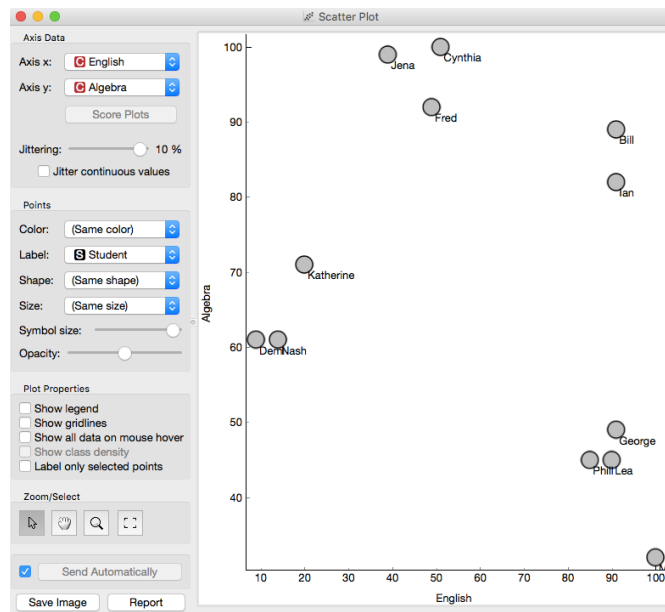 Scatter Plot
Axis Data
Axis x: C English
Axis y: C Algebra
Score Plots
Jittering: 10 %
Jitter continuous values
Points
Color: (Same color)
Label: S Student
Shape: (Same shape)
Size: (Same size)
Symbol size:
Opacity:
Plot Properties
Show legend
Show gridlines
Show all data on mouse hover
Show class density
Label only selected points
Zoom/Select
Send Automatically
Save Image Report
100
90
80
70
60
50
40
Algebra
Jena
Cynthia
Fred
Bill
Ian
Katherine
Nash
George
Phill Lea
10 20 30 40 50 60 70 80 90 100
English